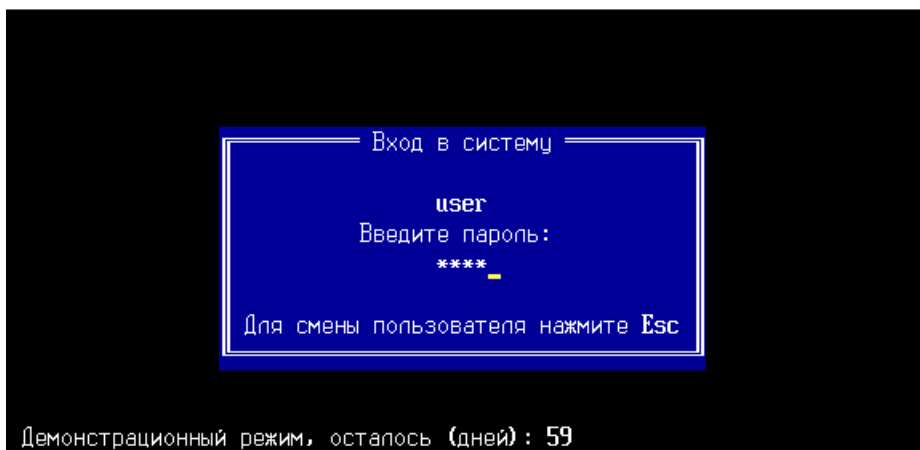 Вход в систему
user
Введите пароль:
****_
Для смены пользователя нажмите Esc
Демонстрационный режим, осталось (дней): 59